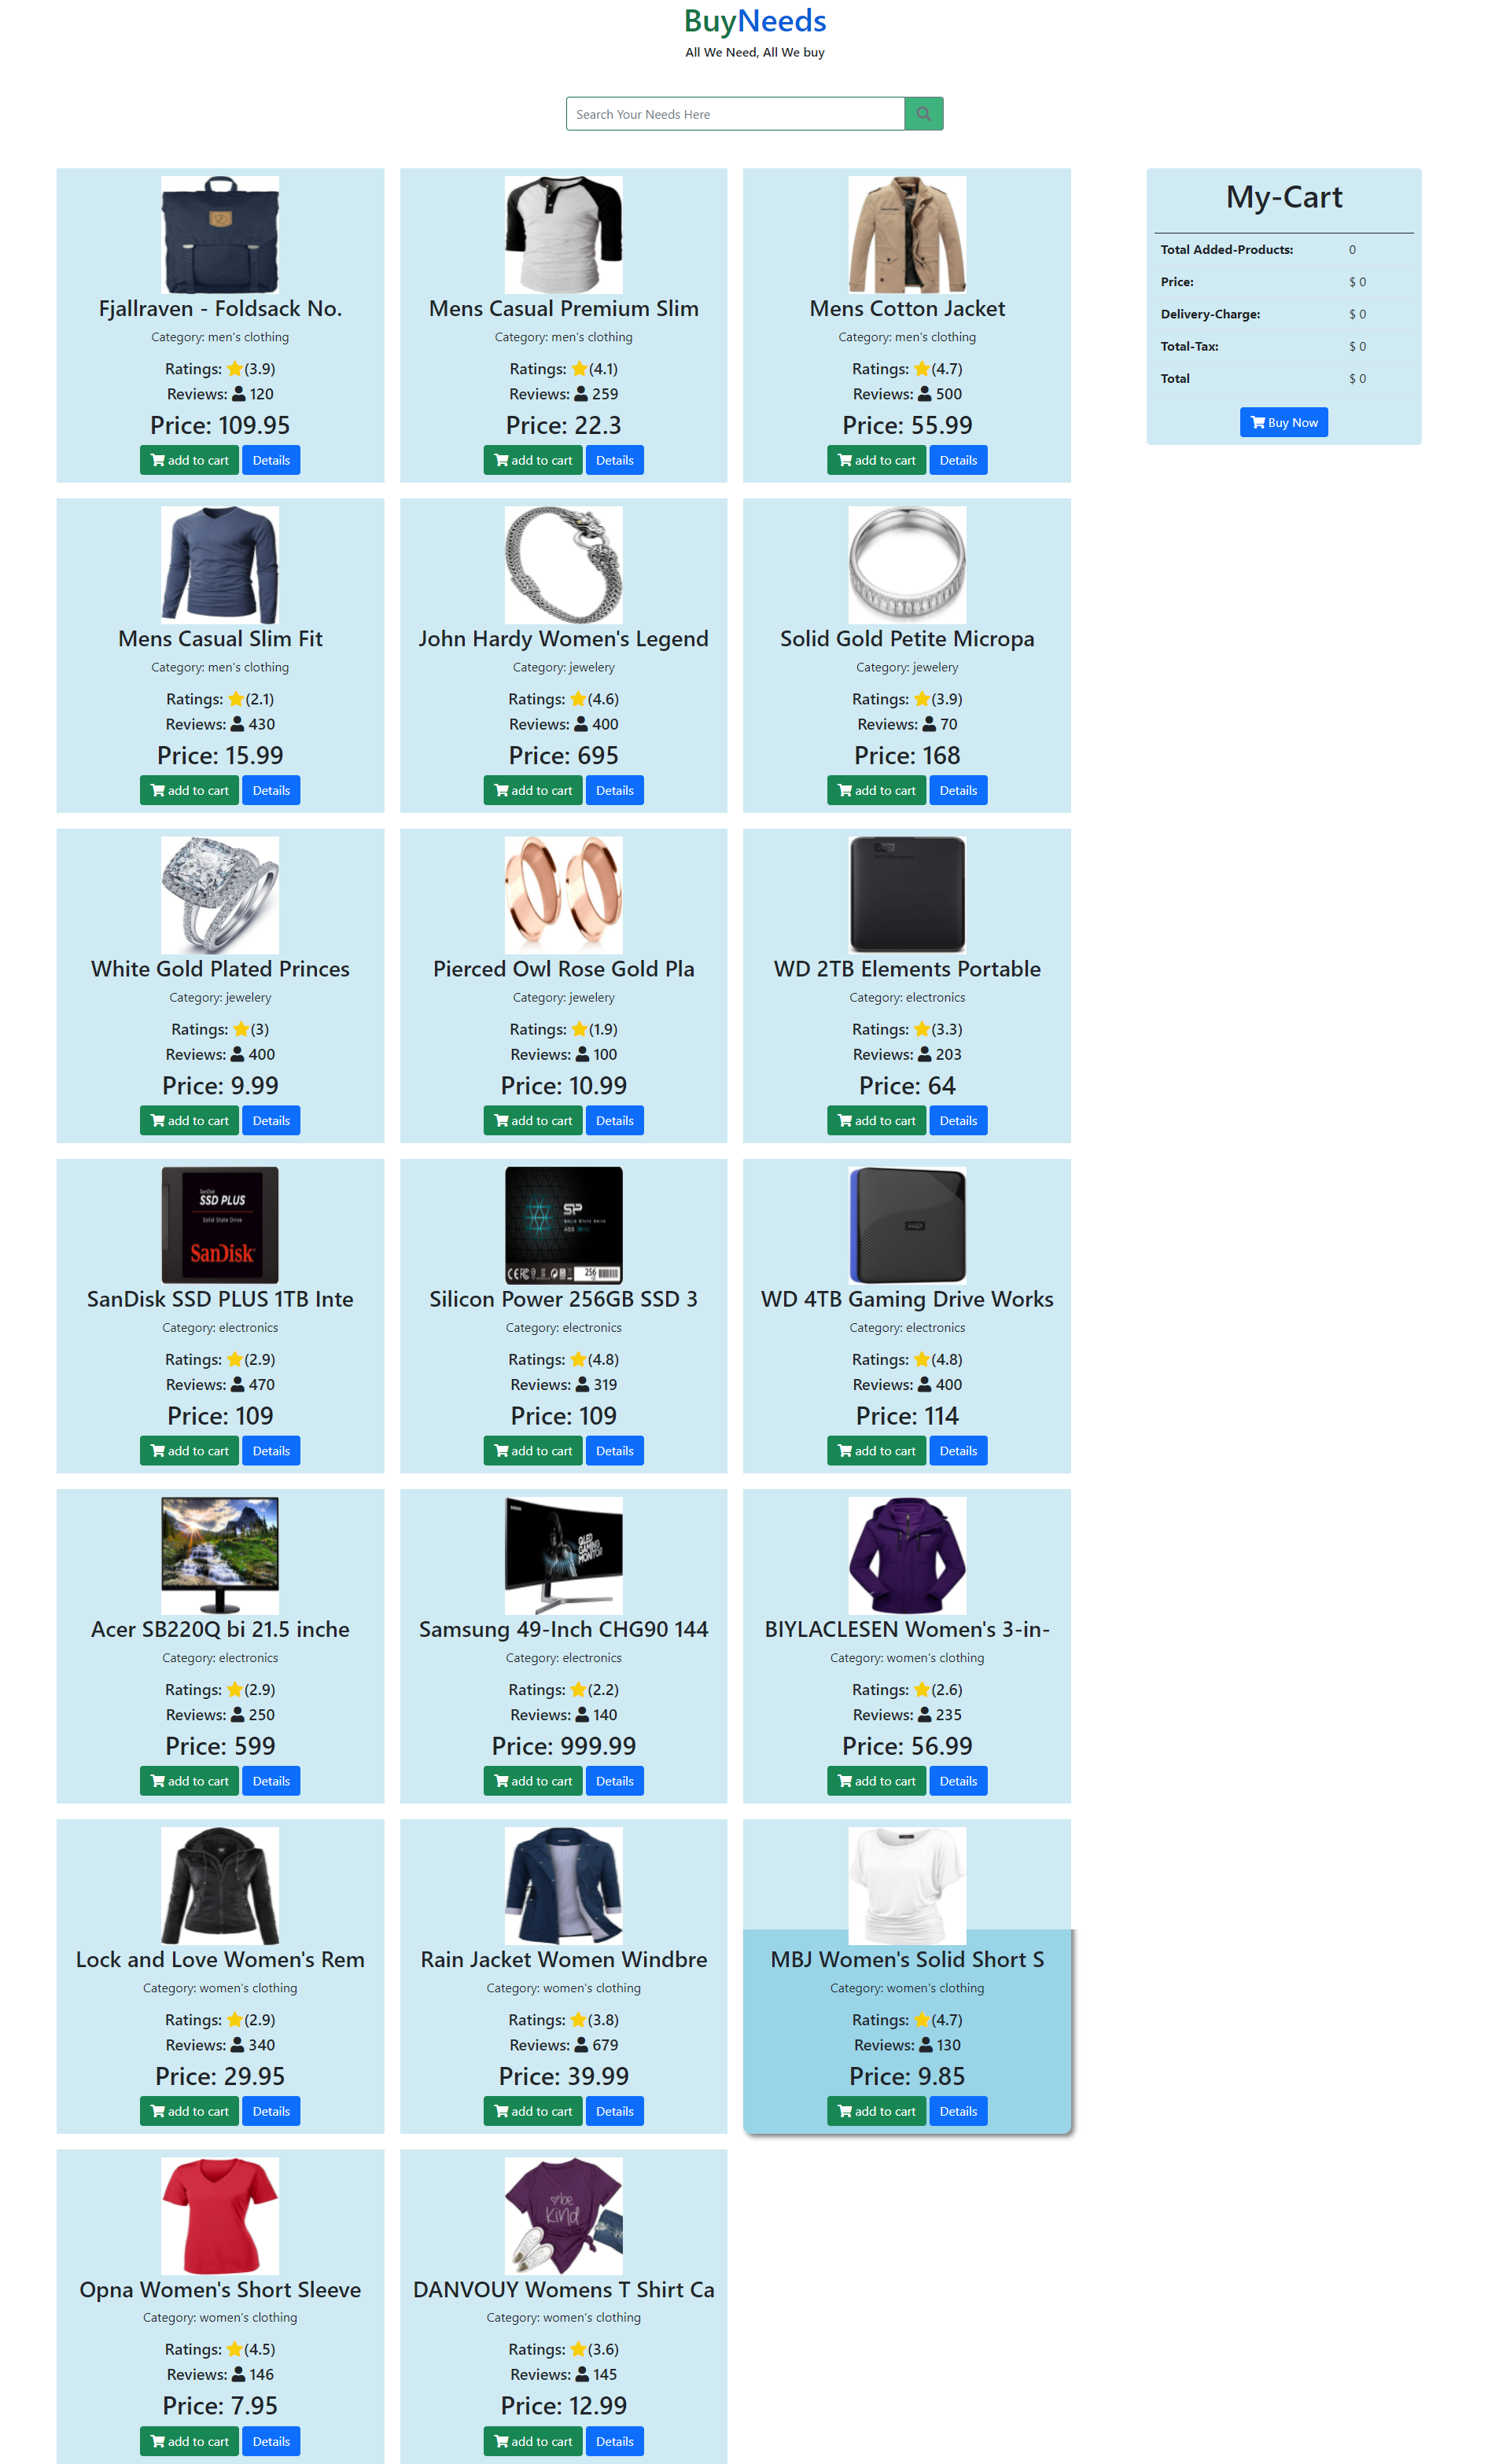 BuyNeeds
All We Need, All We buy
Search Your Needs Here
Fjallraven - Foldsack No.
Category: men's clothing
Ratings: (3.9)
Reviews: 120
Price: 109.95
add to cart Details
Mens Casual Premium Slim
Category: men's clothing
Ratings: (4.1)
Reviews: 259
Price: 22.3
add to cart Details
Mens Cotton Jacket
Category: men's clothing
Ratings: (4.7)
Reviews: 500
Price: 55.99
add to cart Details
My-Cart
Total Added-Products: 0
Price: $ 0
Delivery-Charge: $ 0
Total-Tax: $ 0
Total $ 0
Buy Now
Mens Casual Slim Fit
Category: men's clothing
Ratings: (2.1)
Reviews: 430
Price: 15.99
add to cart Details
John Hardy Women's Legend
Category: jewelery
Ratings: (4.6)
Reviews: 400
Price: 695
add to cart Details
Solid Gold Petite Micropa
Category: jewelery
Ratings: (3.9)
Reviews: 70
Price: 168
add to cart Details
White Gold Plated Princes
Category: jewelery
Ratings: (3)
Reviews: 400
Price: 9.99
add to cart Details
Pierced Owl Rose Gold Pla
Category: jewelery
Ratings: (1.9)
Reviews: 100
Price: 10.99
add to cart Details
WD 2TB Elements Portable
Category: electronics
Ratings: (3.3)
Reviews: 203
Price: 64
add to cart Details
SanDisk
SSD PLUS
Solid State Drive
SanDisk
SanDisk SSD PLUS 1TB Inte
Category: electronics
Ratings: (2.9)
Reviews: 470
Price: 109
add to cart Details
SP
SOLID STATE DRIVE
A55
256
Silicon Power 256GB SSD 3
Category: electronics
Ratings: (4.8)
Reviews: 319
Price: 109
add to cart Details
WD
WD 4TB Gaming Drive Works
Category: electronics
Ratings: (4.8)
Reviews: 400
Price: 114
add to cart Details
Acer SB220Q bi 21.5 inche
Category: electronics
Ratings: (2.9)
Reviews: 250
Price: 599
add to cart Details
QLED
GAMING
MONITOR
Samsung 49-Inch CHG90 144
Category: electronics
Ratings: (2.2)
Reviews: 140
Price: 999.99
add to cart Details
BIYLACLESEN Women's 3-in-
Category: women's clothing
Ratings: (2.6)
Reviews: 235
Price: 56.99
add to cart Details
Lock and Love Women's Rem
Category: women's clothing
Ratings: (2.9)
Reviews: 340
Price: 29.95
add to cart Details
Rain Jacket Women Windbre
Category: women's clothing
Ratings: (3.8)
Reviews: 679
Price: 39.99
add to cart Details
MBJ Women's Solid Short S
Category: women's clothing
Ratings: (4.7)
Reviews: 130
Price: 9.85
add to cart Details
Opna Women's Short Sleeve
Category: women's clothing
Ratings: (4.5)
Reviews: 146
Price: 7.95
add to cart Details
be
kind
DANVOUY Womens T Shirt Ca
Category: women's clothing
Ratings: (3.6)
Reviews: 145
Price: 12.99
add to cart Details